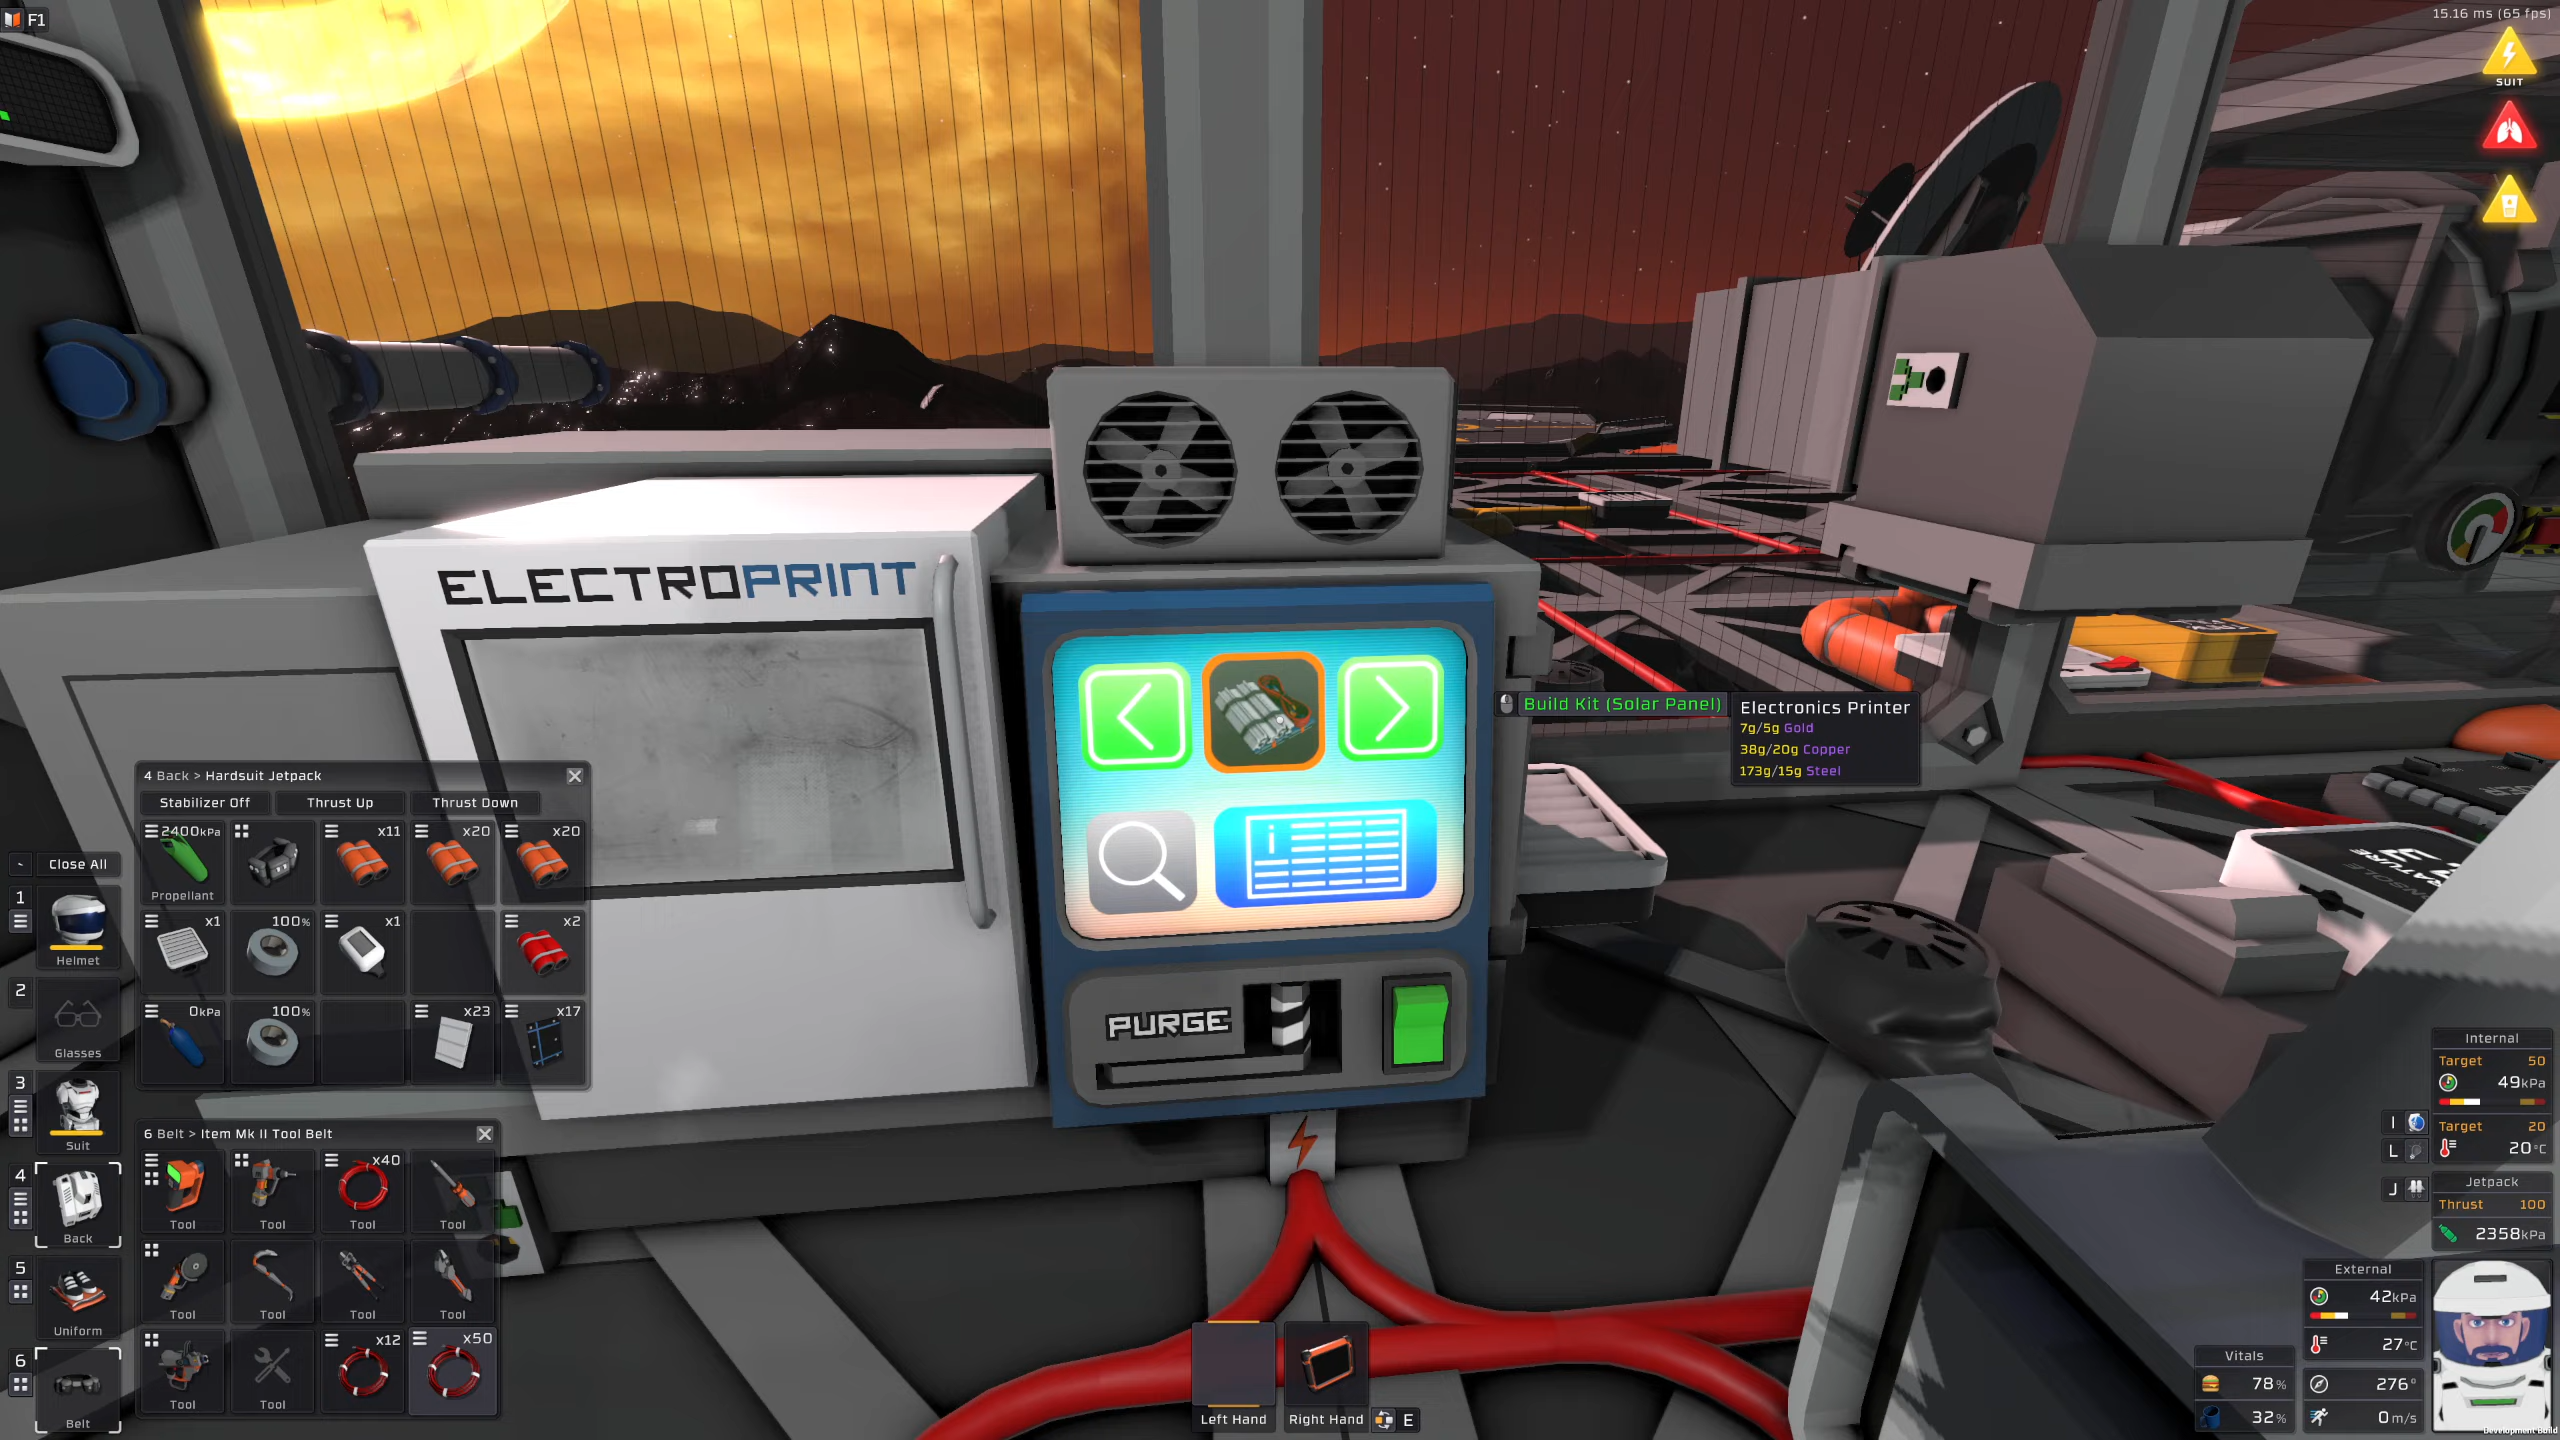 F1
15.16 ms (65 fps)
SUIT
ELECTROPRINT
Build Kit (Solar Panel)
Electronics Printer
7g/5g Gold
38g/20g Copper
173g/15g Steel
4 Back > Hardsuit Jetpack
Stabilizer Off
Thrust Up
Thrust Down
2400kPa
x11
x20
x20
Propellant
x1
100%
x1
x2
0kPa
100%
x23
x17
PURGE
~
Close All
1
Helmet
2
Glasses
3
Suit
4
Back
5
Uniform
6
Belt
6 Belt > Item Mk II Tool Belt
x40
Tool
Tool
Tool
Tool
Tool
Tool
Tool
Tool
x12
x50
Tool
Tool
Left Hand
Right Hand
E
Internal
Target 50
49kPa
Target 20
20°C
I
L
J
Jetpack
Thrust 100
2358kPa
External
42kPa
27°C
276°
0m/s
Vitals
78%
32%
Development Build